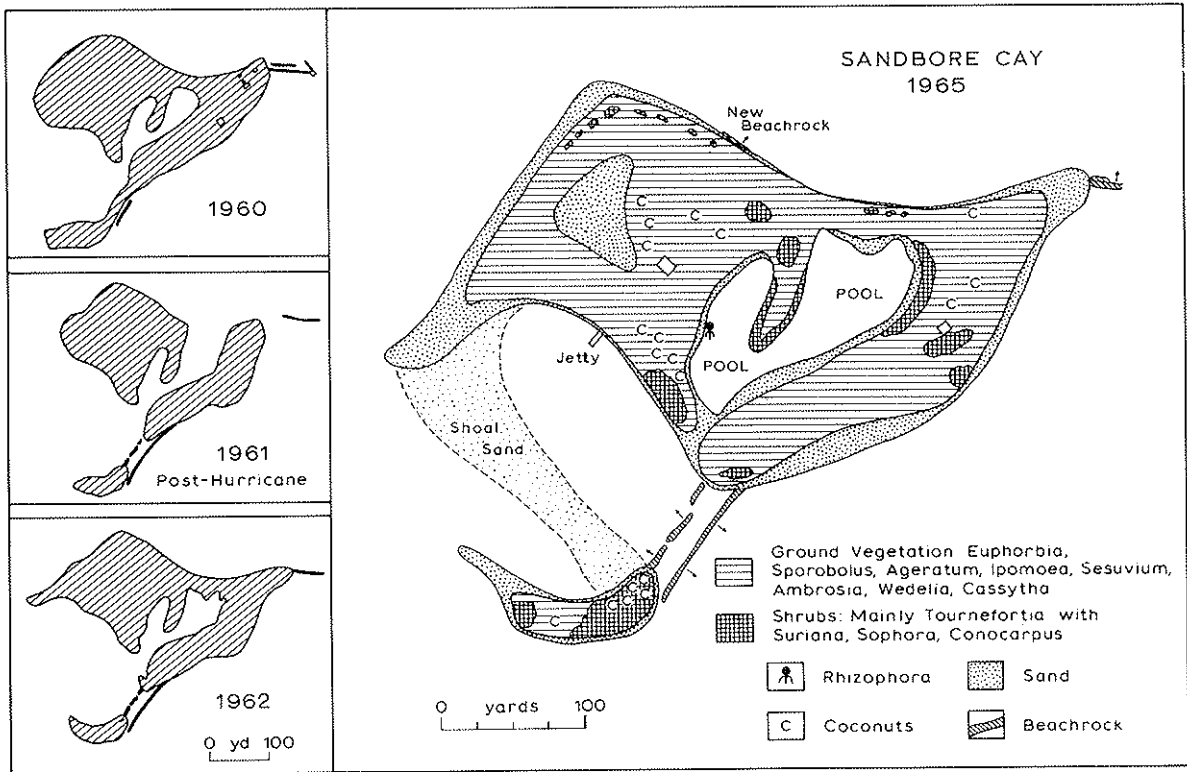 1960
1961
Post-Hurricane
1962
0 yd 100
SANDBORE CAY
1965
New
Beachrock
C
C
C
C
C
C
POOL
C
C
C
C
C
C
C
POOL
Jetty
Shoal
Sand
C
C
C
C
C
0 yards 100
Ground Vegetation Euphorbia,
Sporobolus, Ageratum, Ipomoea, Sesuvium,
Ambrosia, Wedelia, Cassytha
Shrubs: Mainly Tournefortia with
Suriana, Sophora, Conocarpus
Rhizophora
Sand
C Coconuts
Beachrock